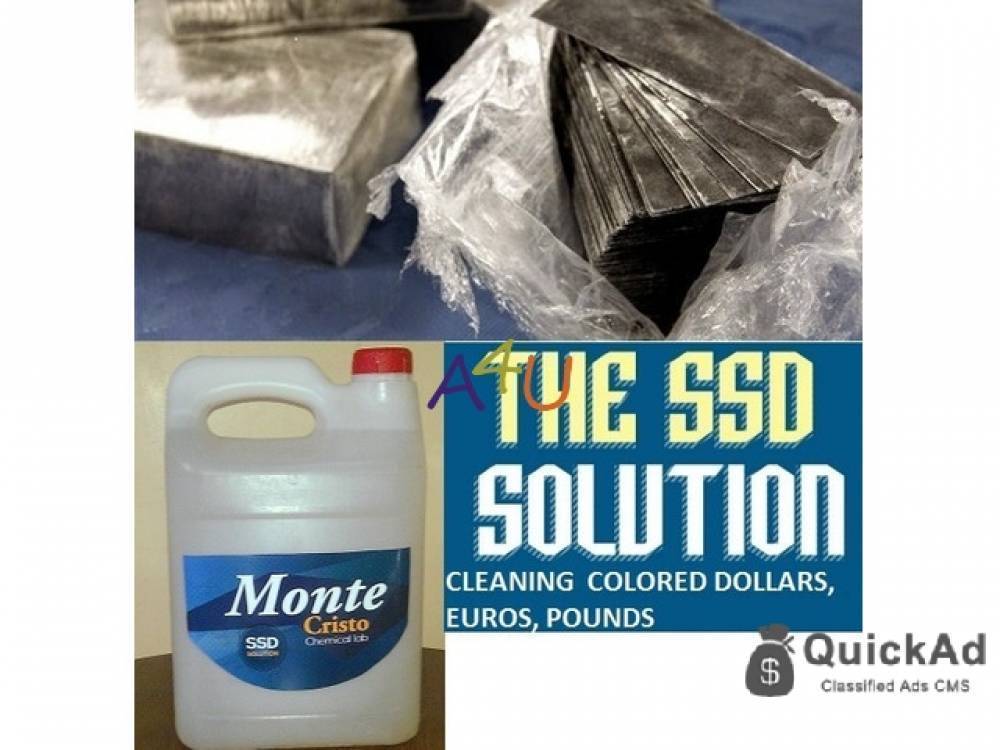 A4U
THE SSD
SOLUTION
CLEANING COLORED DOLLARS,
EUROS, POUNDS
Monte
Cristo
Chemical lab
SSD
SOLUTION
$
QuickAd
Classified Ads CMS